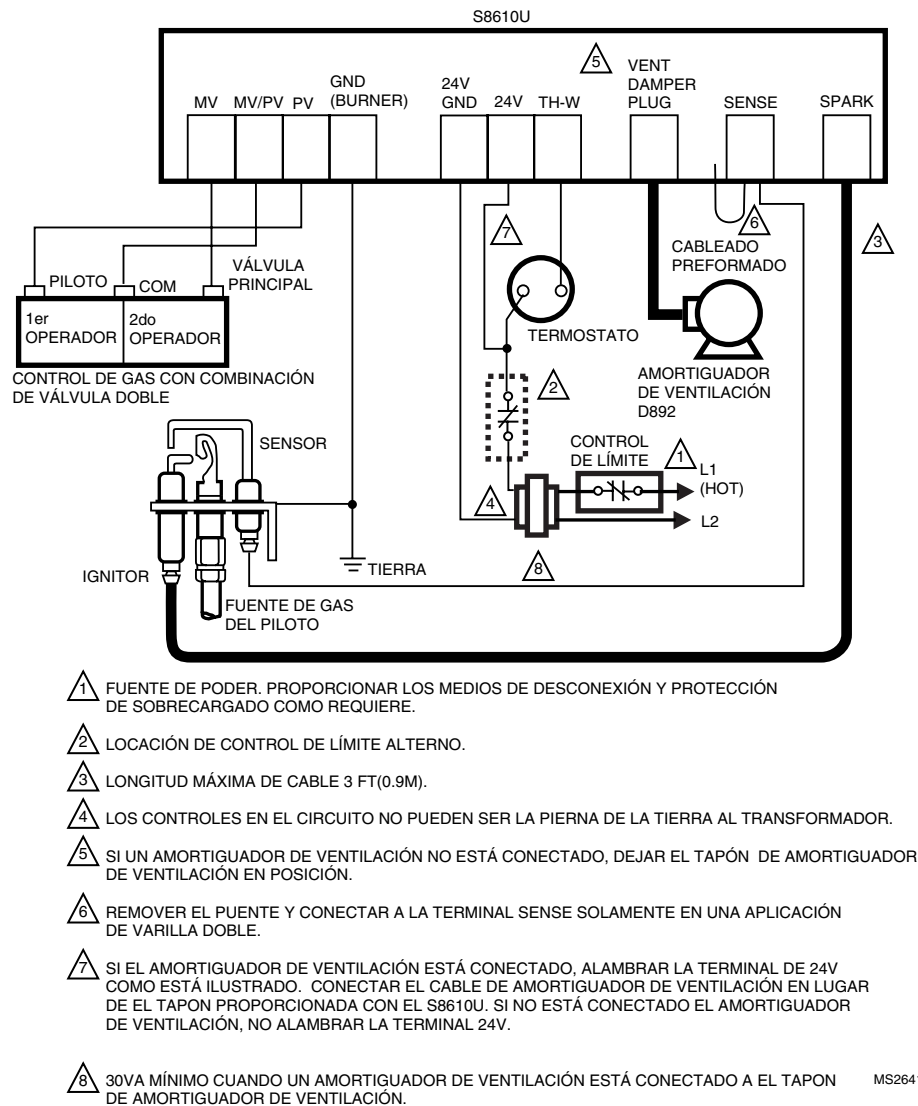 S8610U
5
MV MV/PV PV
GND
(BURNER)
24V
GND 24V TH-W
VENT
DAMPER
PLUG
SENSE
SPARK
7
6
3
CABLEADO
PREFORMADO
PILOTO
COM
VÁLVULA
PRINCIPAL
1er
OPERADOR
2do
OPERADOR
TERMOSTATO
CONTROL DE GAS CON COMBINACIÓN
DE VÁLVULA DOBLE
2
AMORTIGUADOR
DE VENTILACIÓN
D892
SENSOR
CONTROL
DE LÍMITE
1
L1
(HOT)
4
L2
8
IGNITOR
TIERRA
FUENTE DE GAS
DEL PILOTO
1 FUENTE DE PODER. PROPORCIONAR LOS MEDIOS DE DESCONEXIÓN Y PROTECCIÓN
DE SOBRECARGADO COMO REQUIERE.
2 LOCACIÓN DE CONTROL DE LÍMITE ALTERNO.
3 LONGITUD MÁXIMA DE CABLE 3 FT(0.9M).
4 LOS CONTROLES EN EL CIRCUITO NO PUEDEN SER LA PIERNA DE LA TIERRA AL TRANSFORMADOR.
5 SI UN AMORTIGUADOR DE VENTILACIÓN NO ESTÁ CONECTADO, DEJAR EL TAPÓN DE AMORTIGUADOR
DE VENTILACIÓN EN POSICIÓN.
6 REMOVER EL PUENTE Y CONECTAR A LA TERMINAL SENSE SOLAMENTE EN UNA APLICACIÓN
DE VARILLA DOBLE.
7 SI EL AMORTIGUADOR DE VENTILACIÓN ESTÁ CONECTADO, ALAMBRAR LA TERMINAL DE 24V
COMO ESTÁ ILUSTRADO. CONECTAR EL CABLE DE AMORTIGUADOR DE VENTILACIÓN EN LUGAR
DE EL TAPON PROPORCIONADA CON EL S8610U. SI NO ESTÁ CONECTADO EL AMORTIGUADOR
DE VENTILACIÓN, NO ALAMBRAR LA TERMINAL 24V.
8 30VA MÍNIMO CUANDO UN AMORTIGUADOR DE VENTILACIÓN ESTÁ CONECTADO A EL TAPON
DE AMORTIGUADOR DE VENTILACIÓN.